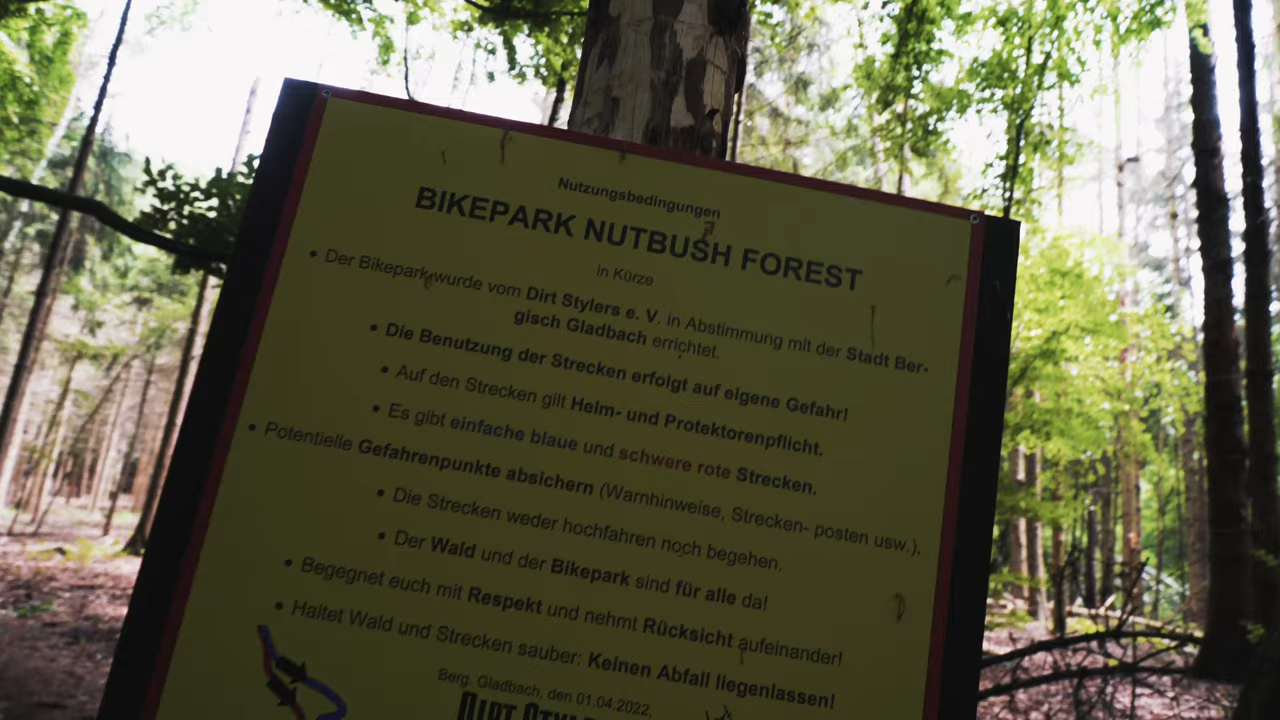 Nutzungsbedingungen
BIKEPARK NUTBUSH FOREST
in Kürze
• Der Bikepark wurde vom Dirt Stylers e. V. in Abstimmung mit der Stadt Ber-
gisch Gladbach errichtet.
• Die Benutzung der Strecken erfolgt auf eigene Gefahr!
• Auf den Strecken gilt Helm- und Protektorenpflicht.
• Es gibt einfache blaue und schwere rote Strecken.
• Potentielle Gefahrenpunkte absichern (Warnhinweise, Strecken- posten usw.).
• Die Strecken weder hochfahren noch begehen.
• Der Wald und der Bikepark sind für alle da!
• Begegnet euch mit Respekt und nehmt Rücksicht aufeinander!
• Haltet Wald und Strecken sauber: Keinen Abfall liegenlassen!
Berg. Gladbach, den 01.04.2022,